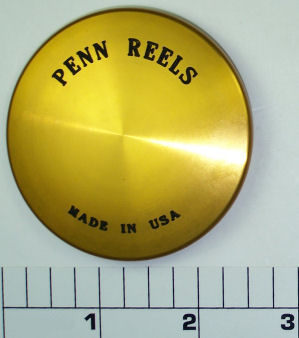 PENN REELS
MADE IN USA
1 2 3